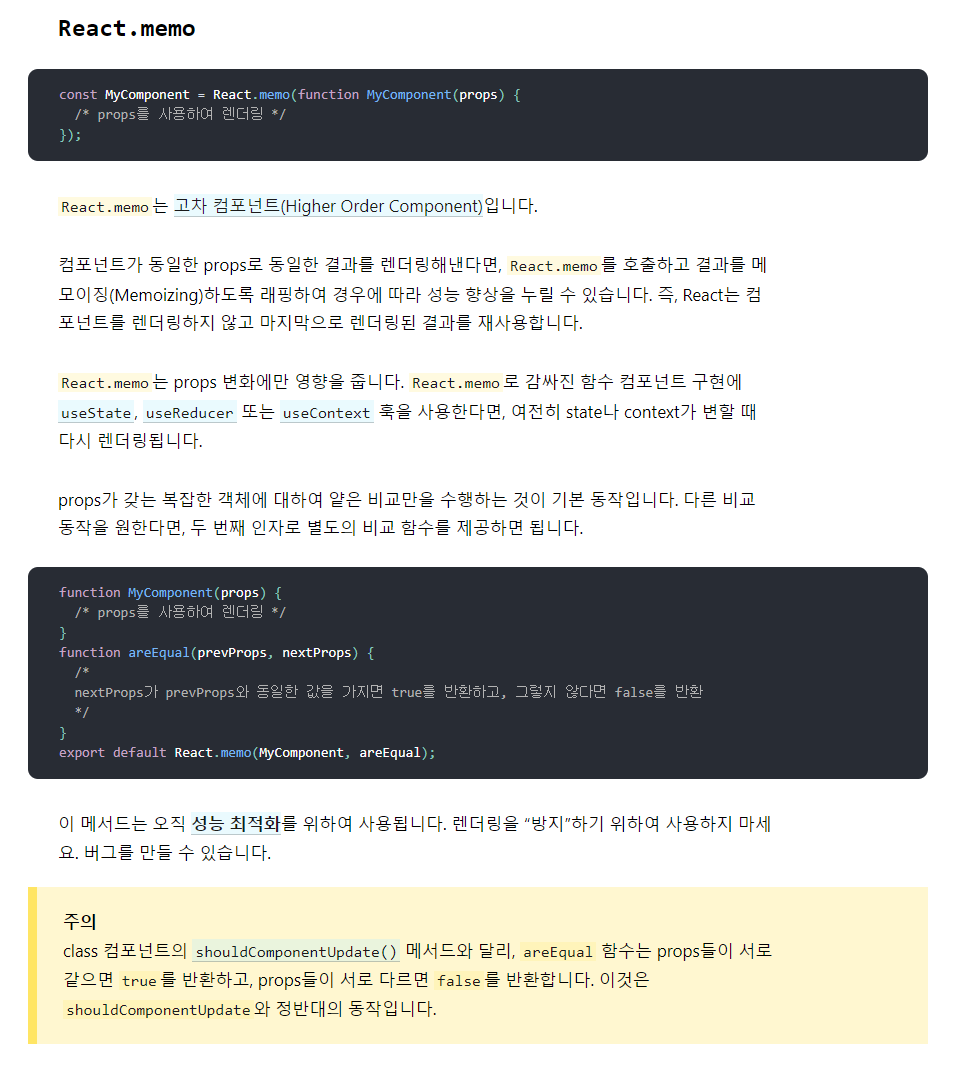 React.memo
const MyComponent = React.memo(function MyComponent(props) {
/* props를 사용하여 렌더링 */
});
React.memo는 고차 컴포넌트(Higher Order Component)입니다.
컴포넌트가 동일한 props로 동일한 결과를 렌더링해낸다면, React.memo를 호출하고 결과를 메
모이징(Memoizing)하도록 래핑하여 경우에 따라 성능 향상을 누릴 수 있습니다. 즉, React는 컴
포넌트를 렌더링하지 않고 마지막으로 렌더링된 결과를 재사용합니다.
React.memo는 props 변화에만 영향을 줍니다. React.memo로 감싸진 함수 컴포넌트 구현에
useState, useReducer 또는 useContext 훅을 사용한다면, 여전히 state나 context가 변할 때
다시 렌더링됩니다.
props가 갖는 복잡한 객체에 대하여 얕은 비교만을 수행하는 것이 기본 동작입니다. 다른 비교
동작을 원한다면, 두 번째 인자로 별도의 비교 함수를 제공하면 됩니다.
function MyComponent(props) {
/* props를 사용하여 렌더링 */
}
function areEqual(prevProps, nextProps) {
/*
nextProps가 prevProps와 동일한 값을 가지면 true를 반환하고, 그렇지 않다면 false를 반환
*/
}
export default React.memo(MyComponent, areEqual);
이 메서드는 오직 성능 최적화를 위하여 사용됩니다. 렌더링을 “방지”하기 위하여 사용하지 마세
요. 버그를 만들 수 있습니다.
주의
class 컴포넌트의 shouldComponentUpdate() 메서드와 달리, areEqual 함수는 props들이 서로
같으면 true를 반환하고, props들이 서로 다르면 false를 반환합니다. 이것은
shouldComponentUpdate와 정반대의 동작입니다.